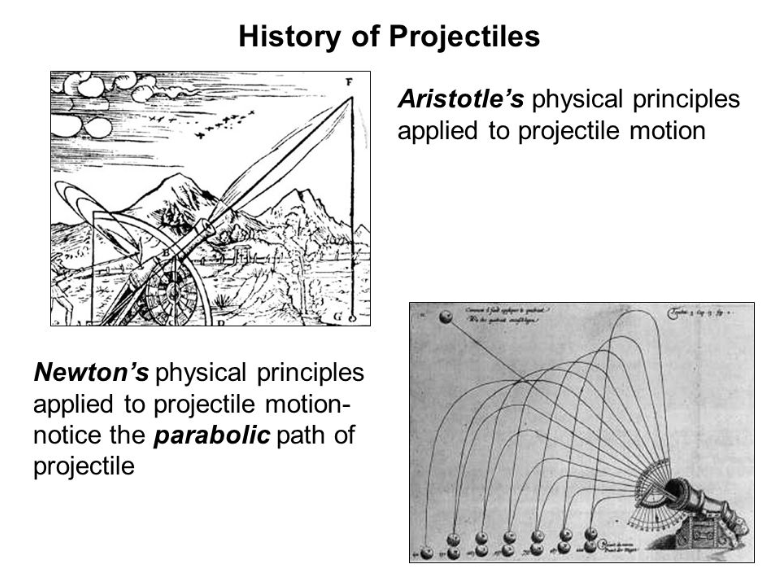 History of Projectiles
F
Aristotle’s physical principles
applied to projectile motion
B
G
Newton’s physical principles
applied to projectile motion-
notice the parabolic path of
projectile